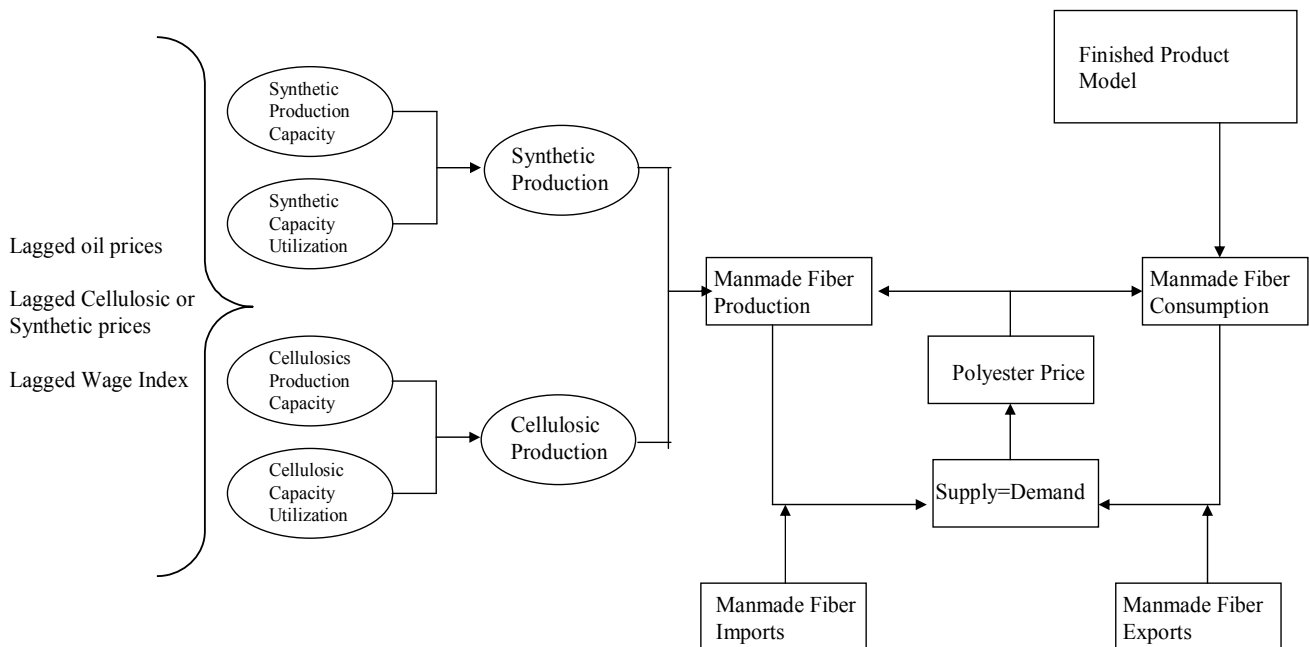 Lagged oil prices
Lagged Cellulosic or
Synthetic prices
Lagged Wage Index
Synthetic
Production
Capacity
Synthetic
Capacity
Utilization
Cellulosics
Production
Capacity
Cellulosic
Capacity
Utilization
Synthetic
Production
Cellulosic
Production
Manmade Fiber
Production
Manmade Fiber
Imports
Polyester Price
Supply=Demand
Finished Product
Model
Manmade Fiber
Consumption
Manmade Fiber
Exports